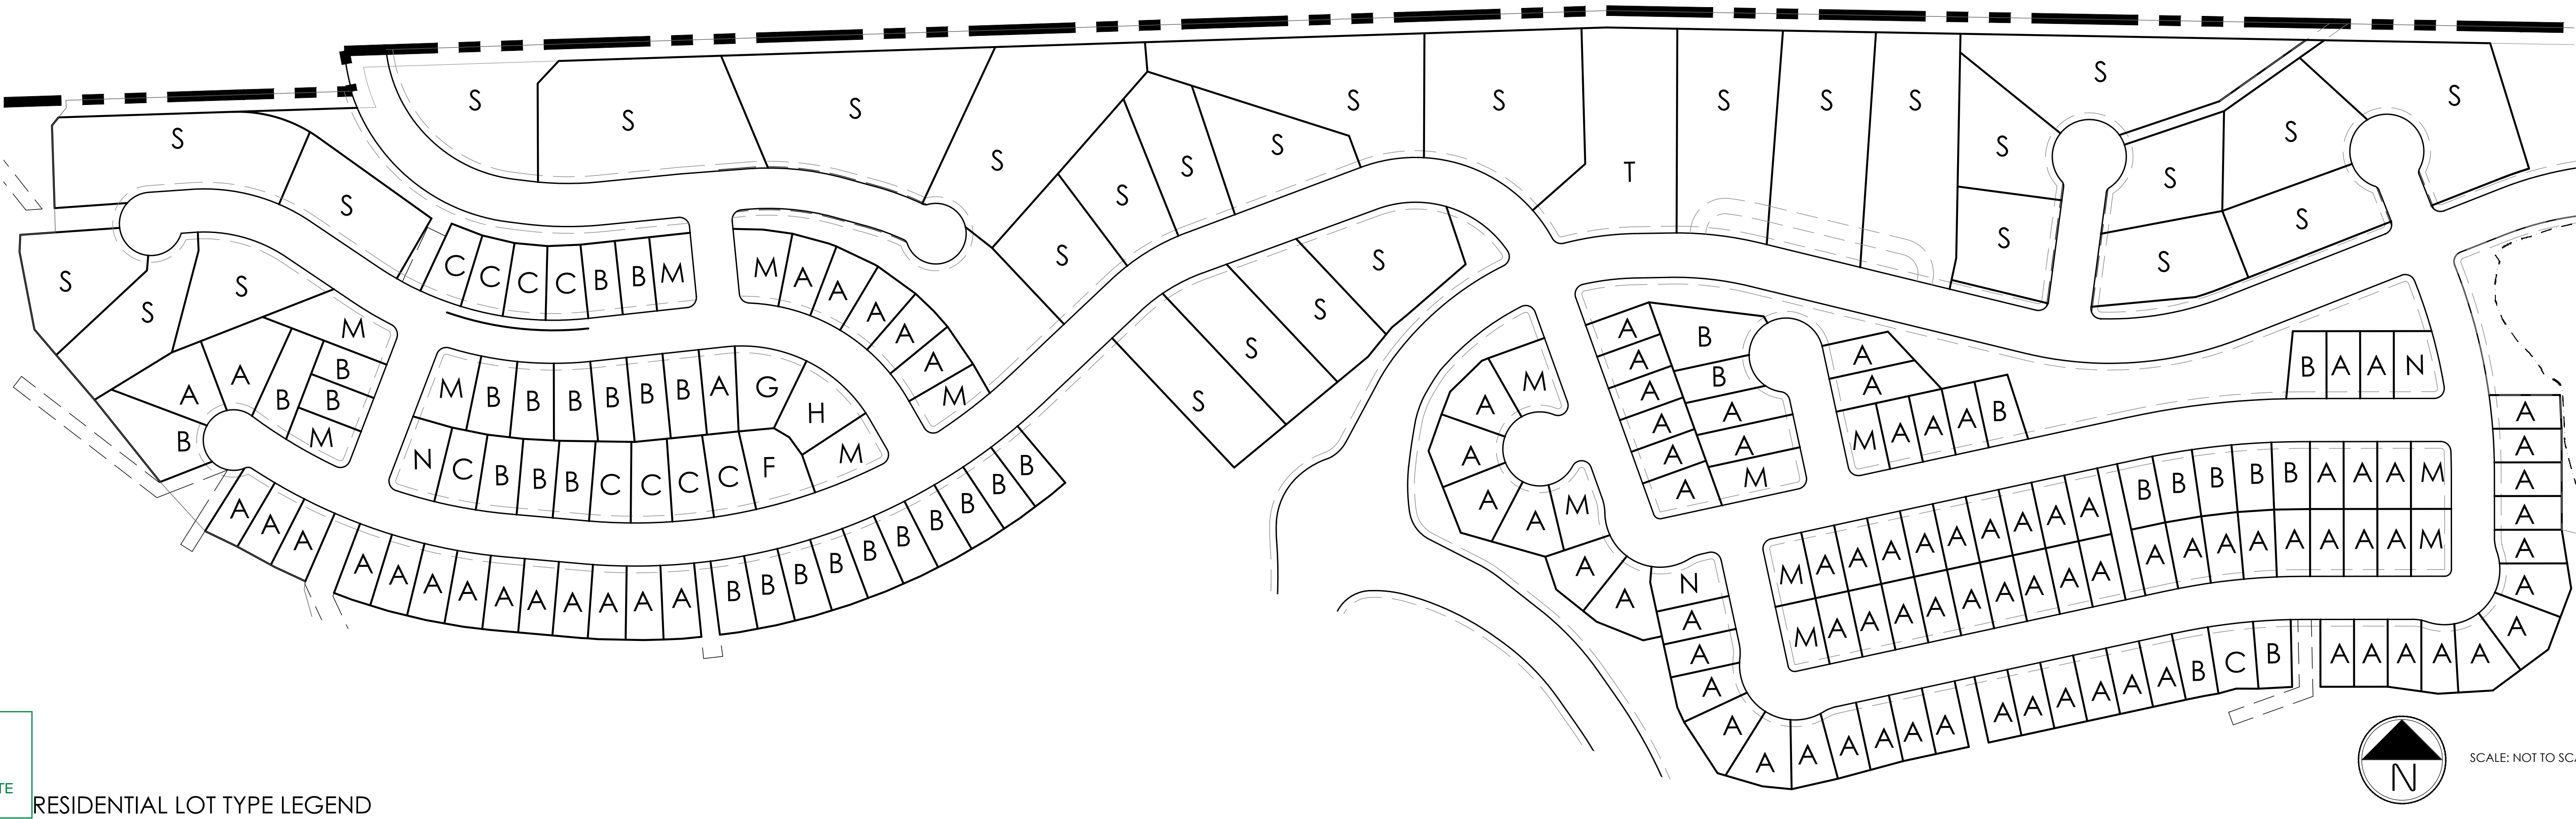 S S S S S S S T S S S S S
S S S S S S S S S
S S S S S S S S S
S S S S S S
C C C C B B M
M A A A A A M
M B B M
A A B B
M B B B B B B A G H M
N C B B B C C C C F M
A A A
A A A A A A A A A A
B B B B B B B B B B
M A A A A M
A A
A A A A A A
B B A A M
A A
M A A A B
B A A N
N A A A A A A A A A A
M A A A A A A A A A B B B B B A A A M
M A A A A A A A A A A A A A A A A M
A A A A A A B C B
A A A A A A A A A A A A
TE
RESIDENTIAL LOT TYPE LEGEND
N
SCALE: NOT TO SCA